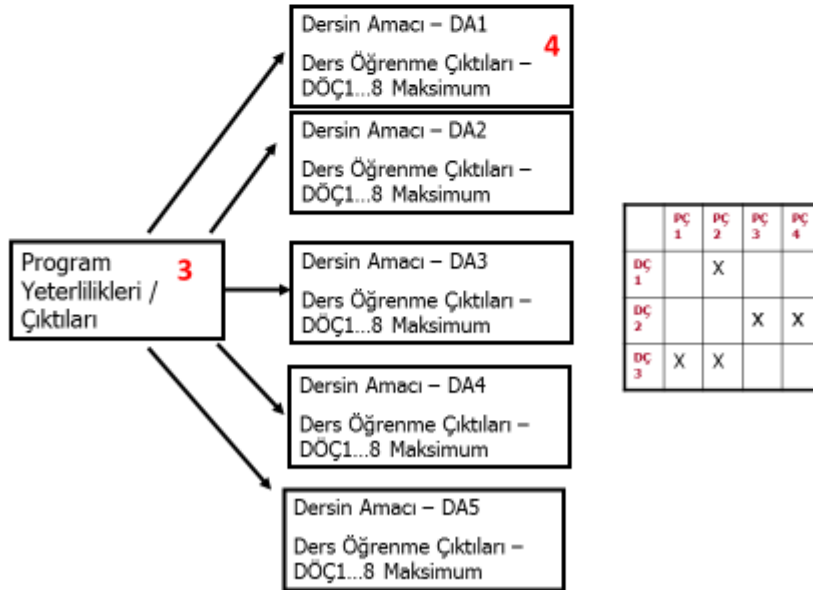 Dersin Amacı – DA1
4
Ders Öğrenme Çıktıları –
DÖÇ1...8 Maksimum
Dersin Amacı – DA2
Ders Öğrenme Çıktıları –
DÖÇ1...8 Maksimum
Program
3
Yeterlilikleri /
Çıktıları
Dersin Amacı – DA3
Ders Öğrenme Çıktıları –
DÖÇ1...8 Maksimum
Dersin Amacı – DA4
Ders Öğrenme Çıktıları –
DÖÇ1...8 Maksimum
Dersin Amacı – DA5
Ders Öğrenme Çıktıları –
DÖÇ1...8 Maksimum
PÇ 1 PÇ 2 PÇ 3 PÇ 4
DÇ 1 X
DÇ 2 X X
DÇ 3 X X